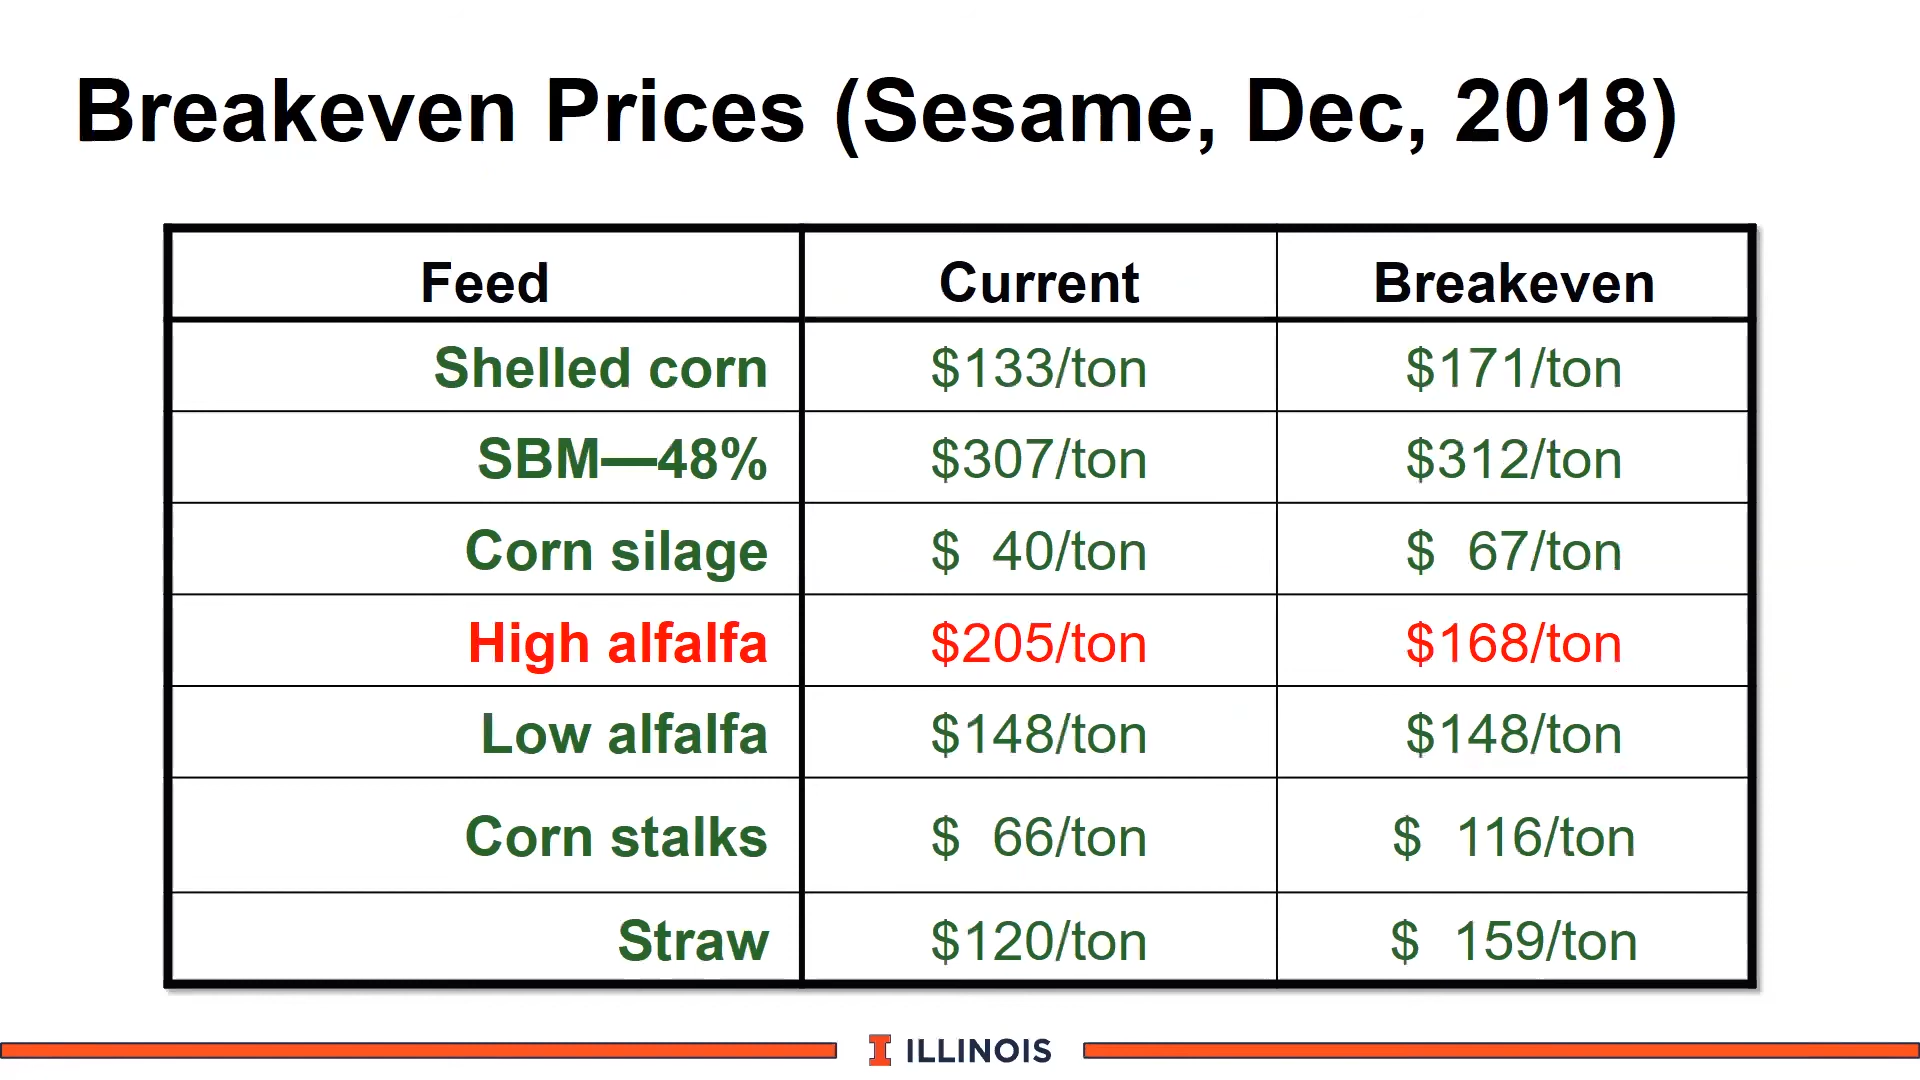 Breakeven Prices (Sesame, Dec, 2018)
Feed Current Breakeven
Shelled corn $133/ton $171/ton
SBM—48% $307/ton $312/ton
Corn silage $ 40/ton $ 67/ton
High alfalfa $205/ton $168/ton
Low alfalfa $148/ton $148/ton
Corn stalks $ 66/ton $ 116/ton
Straw $120/ton $ 159/ton
I ILLINOIS